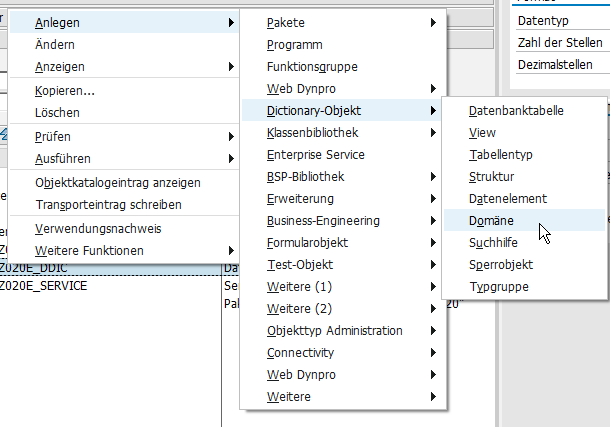 Anlegen
Ändern
Anzeigen
Kopieren...
Löschen
Prüfen
Ausführen
Objektkatalogeintrag anzeigen
Transporteintrag schreiben
Verwendungsnachweis
Weitere Funktionen
Z020E_DDIC
Z020E_SERVICE
Da
Ser
Pak
20"
Pakete
Programm
Funktionsgruppe
Web Dynpro
Dictionary-Objekt
Klassenbibliothek
Enterprise Service
BSP-Bibliothek
Erweiterung
Business-Engineering
Formularobjekt
Test-Objekt
Weitere (1)
Weitere (2)
Objekttyp Administration
Connectivity
Web Dynpro
Weitere
Datenbanktabelle
View
Tabellentyp
Struktur
Datenelement
Domäne
Suchhilfe
Sperrobjekt
Typgruppe
Datentyp
Zahl der Stellen
Dezimalstellen